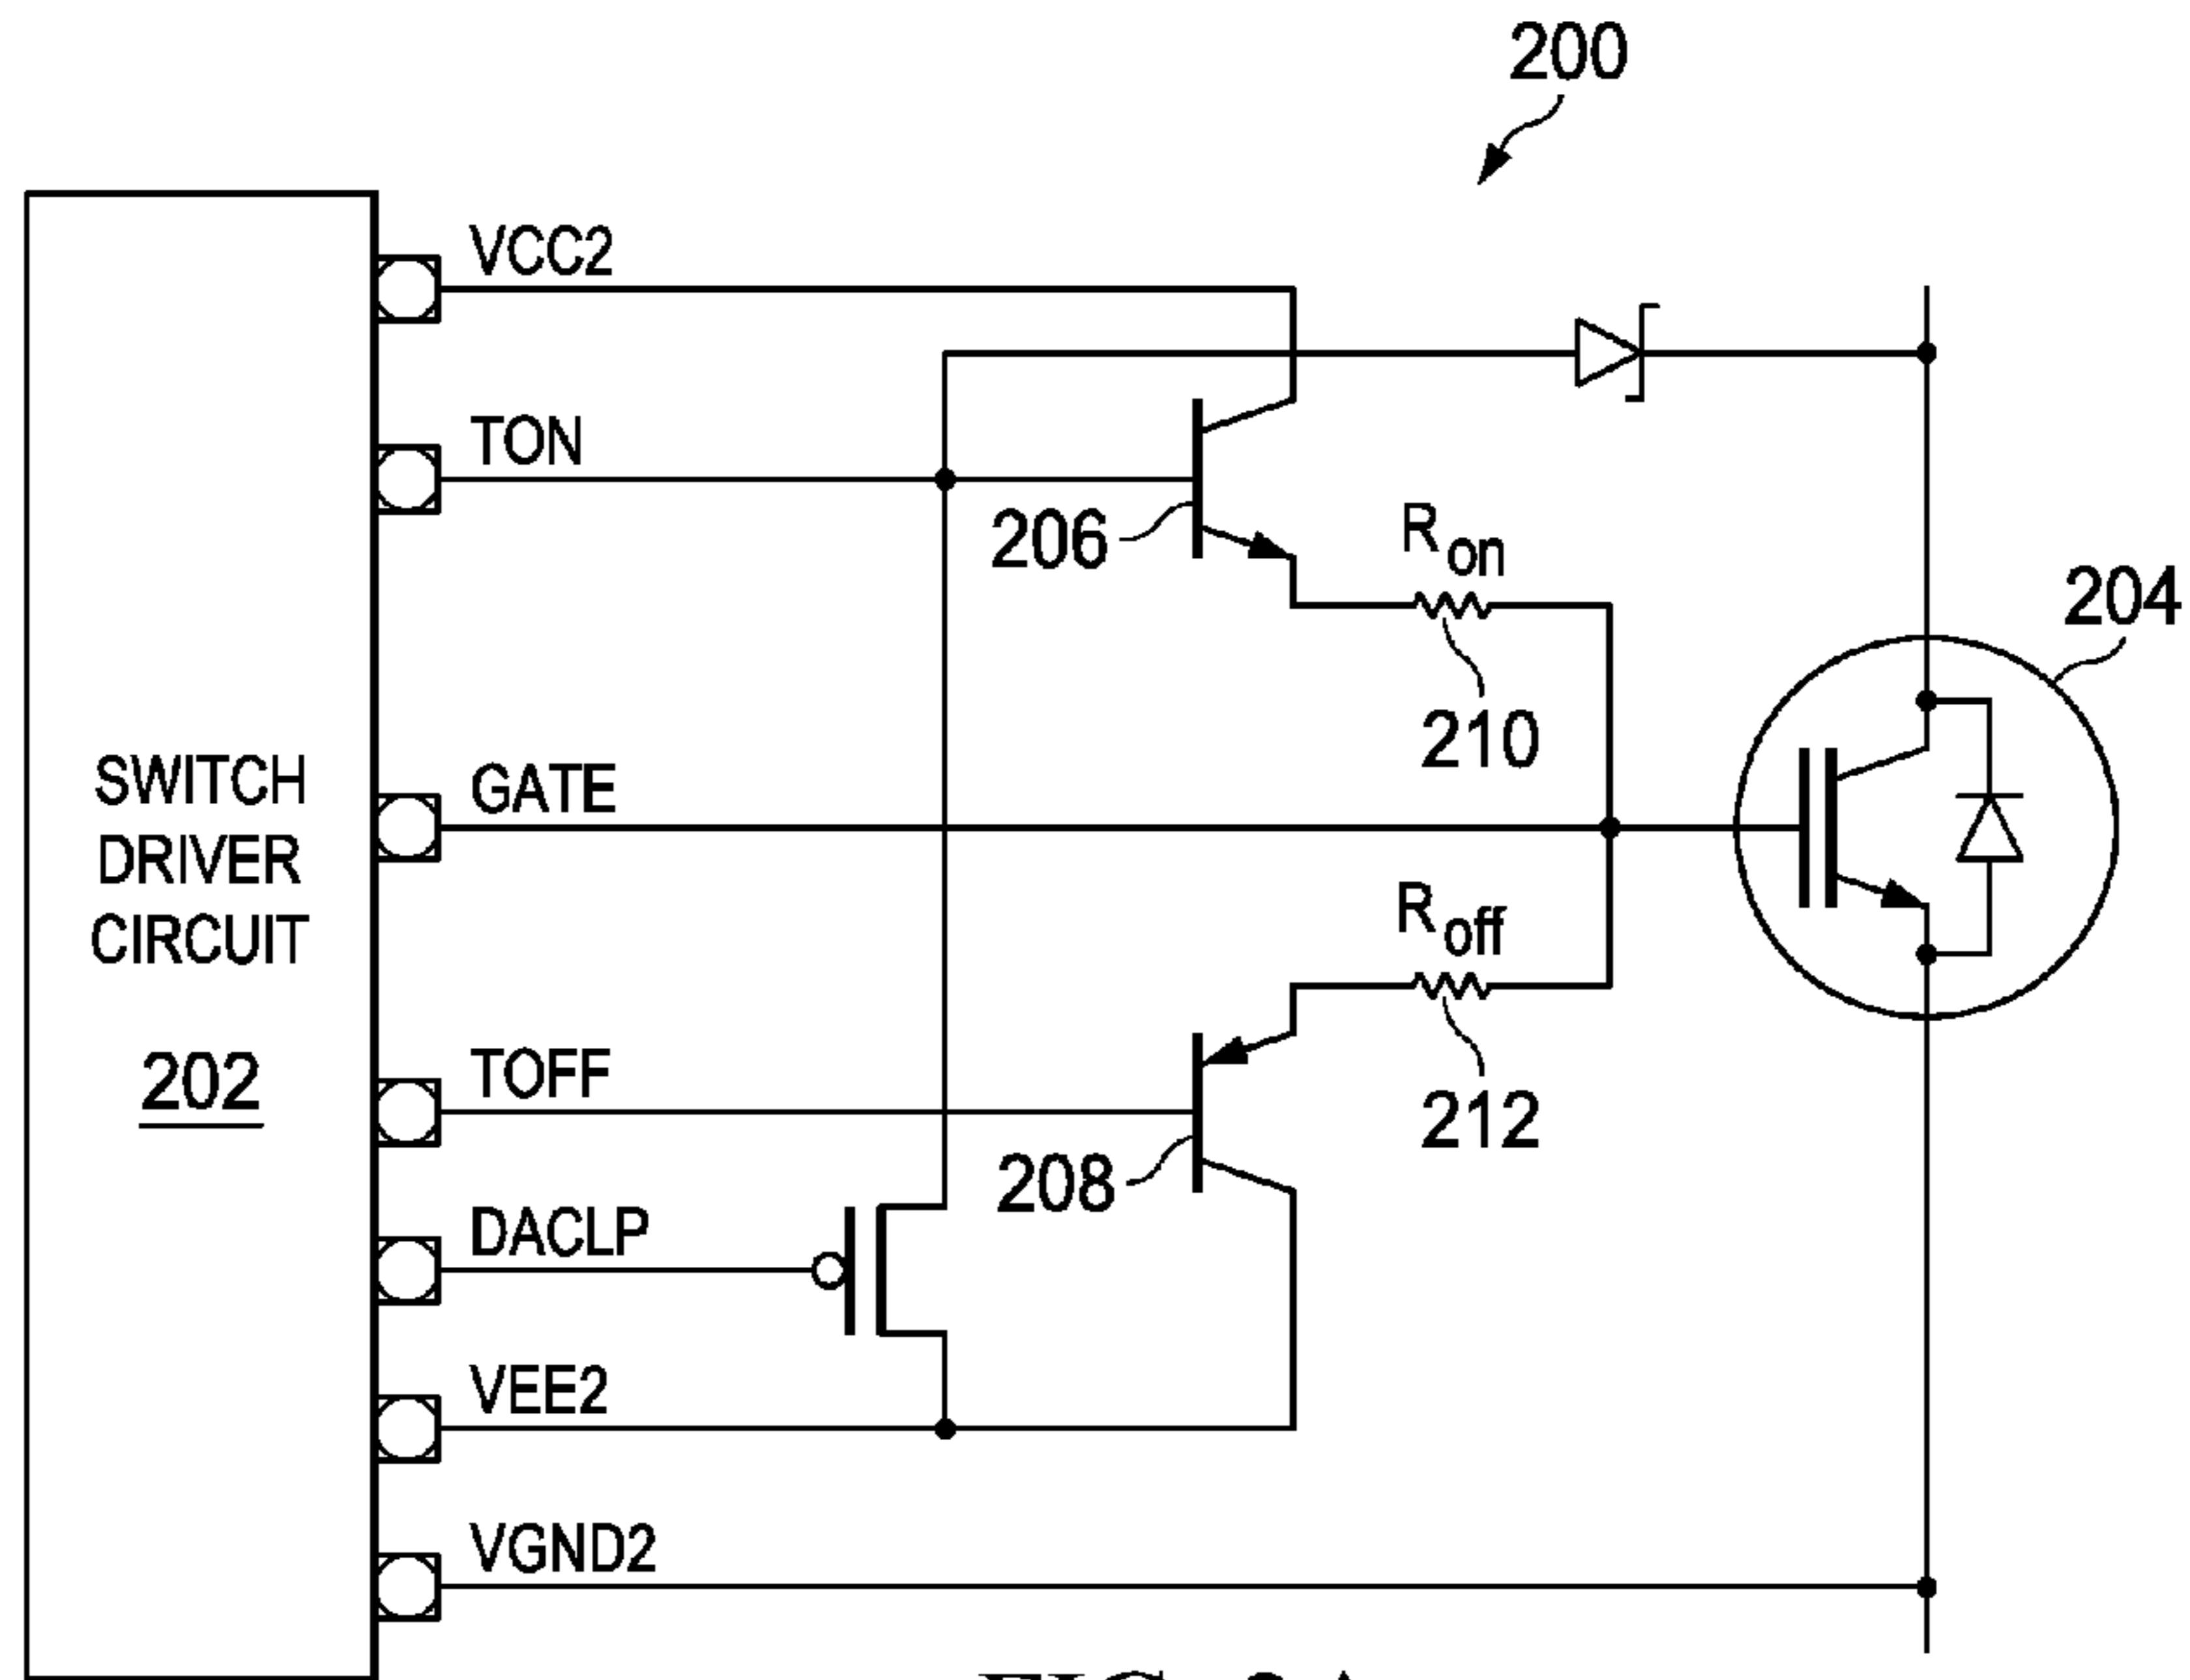 200
VCC2
TON
206
Ron
210
204
GATE
SWITCH
DRIVER
CIRCUIT
202
Roff
212
TOFF
208
DACLP
VEE2
VGND2